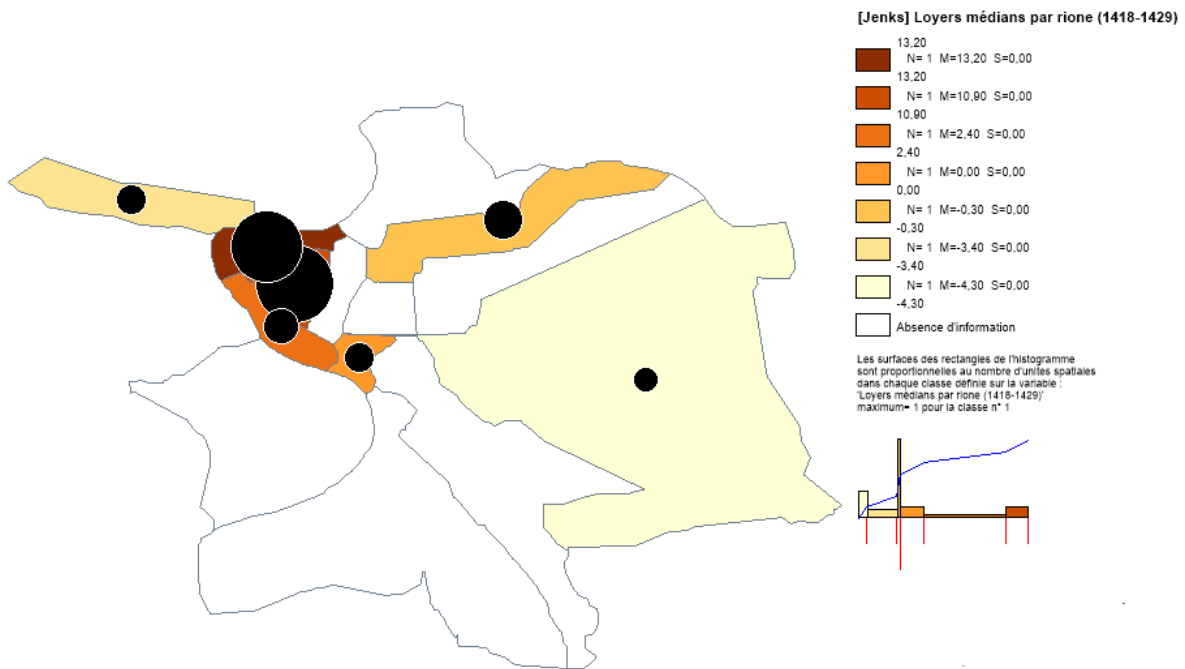 [Jenks] Loyers médians par rione (1418-1429)
13,20
N= 1 M=13,20 S=0,00
13,20
N= 1 M=10,90 S=0,00
10,90
N= 1 M=2,40 S=0,00
2,40
N= 1 M=0,00 S=0,00
0,00
N= 1 M=-0,30 S=0,00
-0,30
N= 1 M=-3,40 S=0,00
-3,40
N= 1 M=-4,30 S=0,00
-4,30
Absence d'information
Les surfaces des rectangles de l'histogramme
sont proportionnelles au nombre d'unites spatiales
dans chaque classe définie sur la variable :
'Loyers médians par rione (1418-1429)'
maximum= 1 pour la classe n° 1